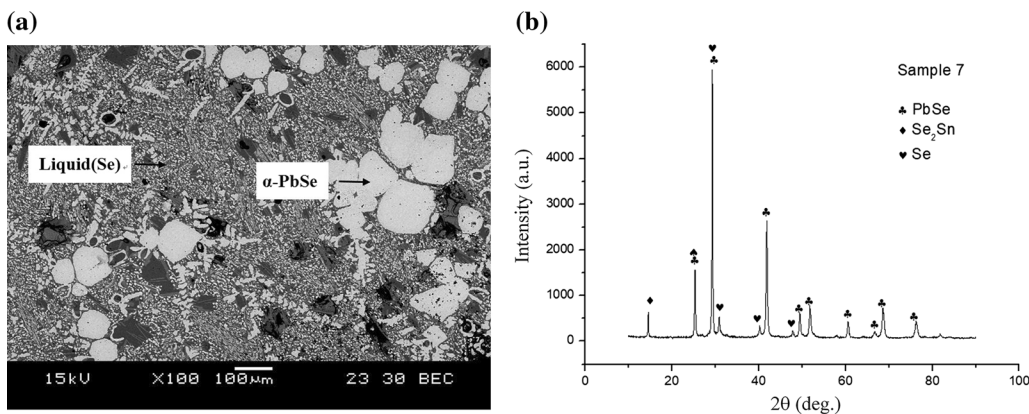 (a)
Liquid(Se)
α-PbSe
15kV X100 100μm 23 30 BEC
(b)
Intensity (a.u.)
6000
5000
4000
3000
2000
1000
0
Sample 7
♣ PbSe
♦ Se₂Sn
♥ Se
0 20 40 60 80 100
2θ (deg.)